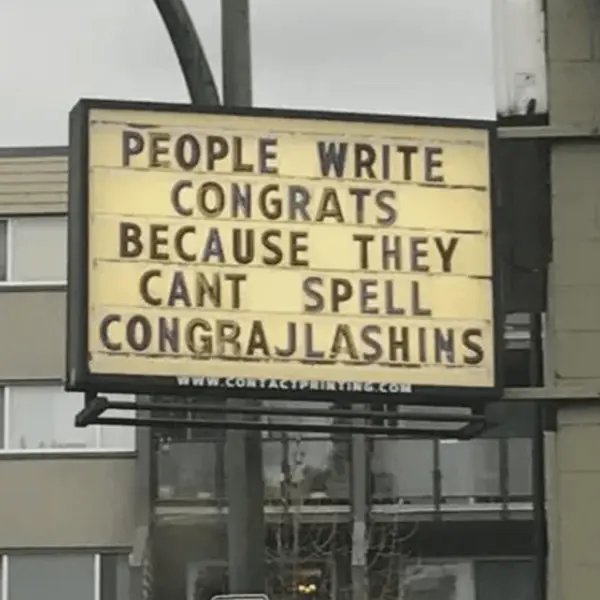 PEOPLE WRITE
CONGRATS
BECAUSE THEY
CANT SPELL
CONGRAJLASHINS
WWW.CONTACTPRINTING.COM